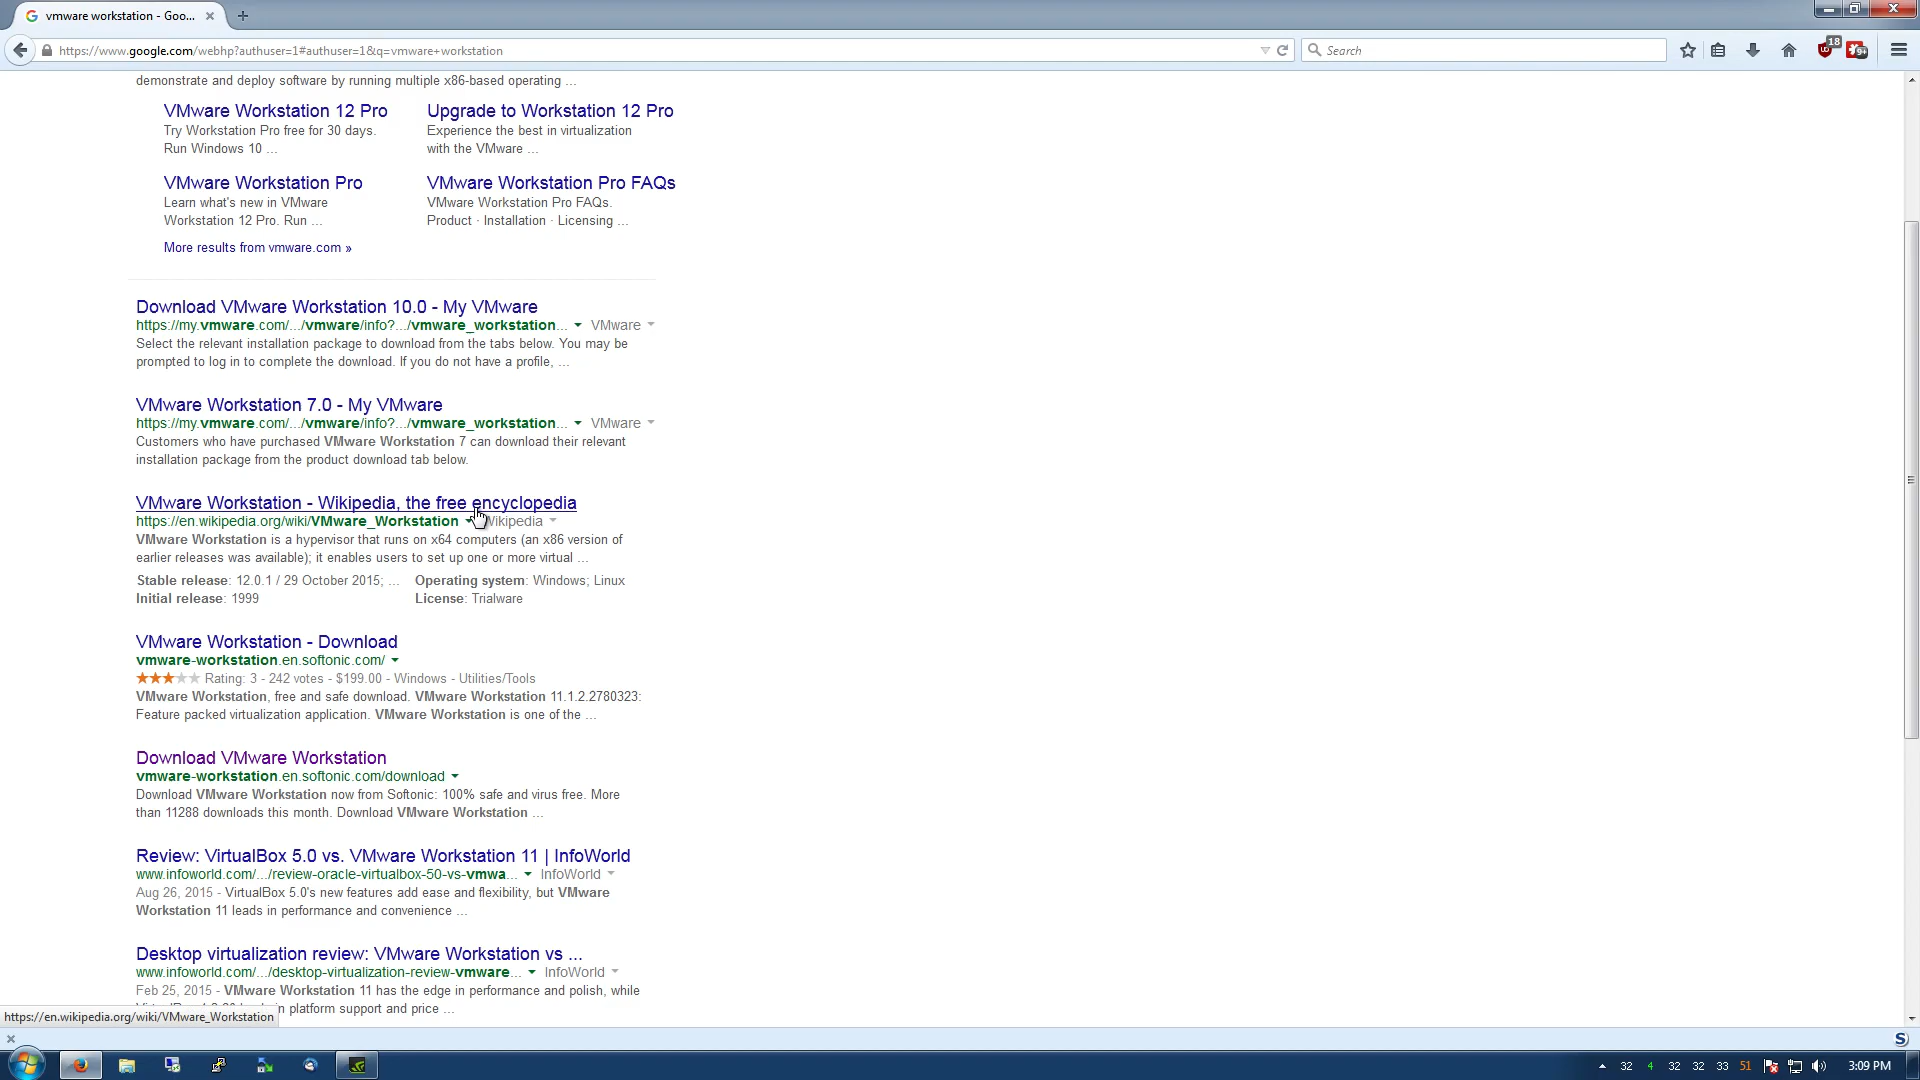 vmware workstation - Goo...
https://www.google.com/webhp?authuser=1#authuser=1&q=vmware+workstation
Search
18
9+
demonstrate and deploy software by running multiple x86-based operating ...
VMware Workstation 12 Pro
Try Workstation Pro free for 30 days.
Run Windows 10 ...
Upgrade to Workstation 12 Pro
Experience the best in virtualization
with the VMware ...
VMware Workstation Pro
Learn what's new in VMware
Workstation 12 Pro. Run ...
VMware Workstation Pro FAQs
VMware Workstation Pro FAQs.
Product · Installation · Licensing ...
More results from vmware.com »
Download VMware Workstation 10.0 - My VMware
https://my.vmware.com/.../vmware/info?.../vmware_workstation... VMware
Select the relevant installation package to download from the tabs below. You may be
prompted to log in to complete the download. If you do not have a profile, ...
VMware Workstation 7.0 - My VMware
https://my.vmware.com/.../vmware/info?.../vmware_workstation... VMware
Customers who have purchased VMware Workstation 7 can download their relevant
installation package from the product download tab below.
VMware Workstation - Wikipedia, the free encyclopedia
https://en.wikipedia.org/wiki/VMware_Workstation Wikipedia
VMware Workstation is a hypervisor that runs on x64 computers (an x86 version of
earlier releases was available); it enables users to set up one or more virtual ...
Stable release: 12.0.1 / 29 October 2015; ... Operating system: Windows; Linux
Initial release: 1999 License: Trialware
VMware Workstation - Download
vmware-workstation.en.softonic.com/
Rating: 3 - 242 votes - $199.00 - Windows - Utilities/Tools
VMware Workstation, free and safe download. VMware Workstation 11.1.2.2780323:
Feature packed virtualization application. VMware Workstation is one of the ...
Download VMware Workstation
vmware-workstation.en.softonic.com/download
Download VMware Workstation now from Softonic: 100% safe and virus free. More
than 11288 downloads this month. Download VMware Workstation ...
Review: VirtualBox 5.0 vs. VMware Workstation 11 | InfoWorld
www.infoworld.com/.../review-oracle-virtualbox-50-vs-vmwa... InfoWorld
Aug 26, 2015 - VirtualBox 5.0's new features add ease and flexibility, but VMware
Workstation 11 leads in performance and convenience ...
Desktop virtualization review: VMware Workstation vs ...
www.infoworld.com/.../desktop-virtualization-review-vmware... InfoWorld
Feb 25, 2015 - VMware Workstation 11 has the edge in performance and polish, while
in platform support and price ...
https://en.wikipedia.org/wiki/VMware_Workstation
32 4 32 32 33 51 3:09 PM